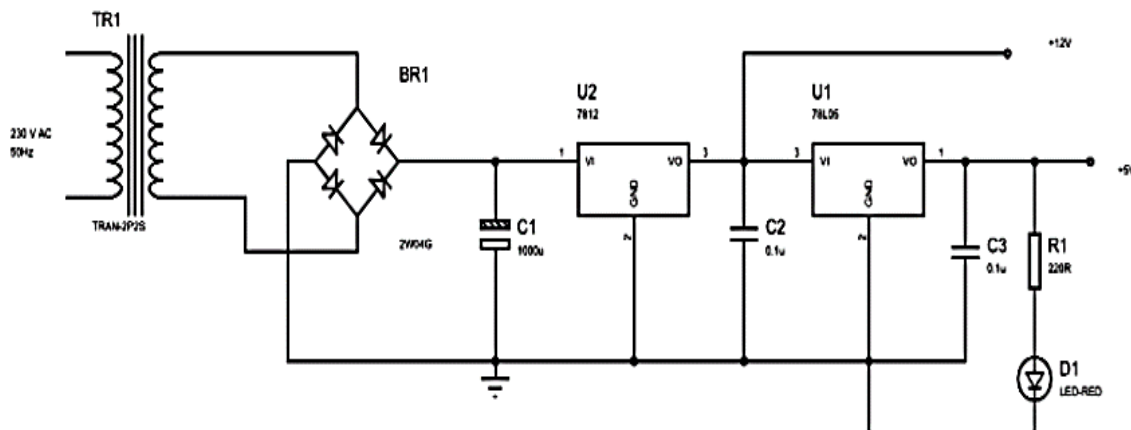 TR1
230 V AC
50Hz
TRAN-2P2S
BR1
2W04G
C1
1000u
U2
7812
1
VI
VO
3
GND
2
C2
0.1u
+12V
U1
78L05
3
VI
VO
1
GND
2
C3
0.1u
R1
220R
D1
LED-RED